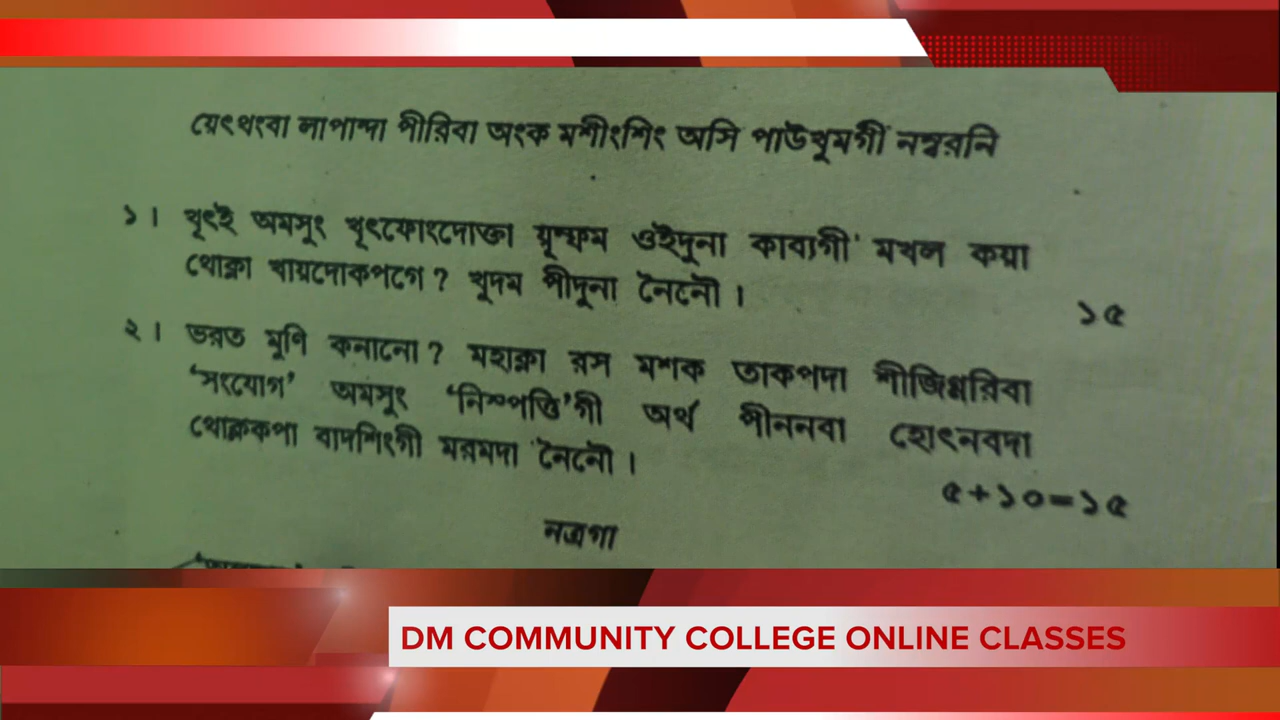 য়েৎথংবা লাপান্দা পীরিবা অংক মশীংশিং অসি পাউখুমগী নম্বরনি
১। খৃৎই অমসুং খৃৎফোংদোক্তা য়ূম্ফম ওইদুনা কাব্যগী মখল কয়া
থোক্না খায়দোকপগে? খুদম পীদুনা নৈনৌ।
১৫
২। ভরত মুণি কনানো? মহাক্না রস মশক তাকপদা শীজিন্নরিবা
'সংযোগ' অমসুং 'নিস্পত্তি'গী অর্থ পীননবা হোৎনবদা
থোক্লকপা বাদশিংগী মরমদা নৈনৌ।
৫+১০=১৫
নত্রগা
DM COMMUNITY COLLEGE ONLINE CLASSES